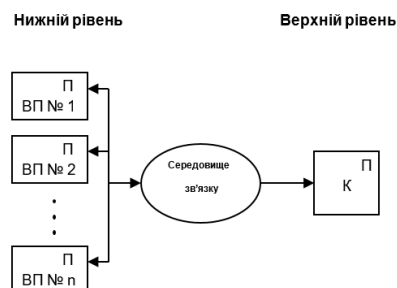 Нижній рівень
Верхній рівень
П
ВП № 1
П
ВП № 2
Середовище
зв'язку
П
К
П
ВП № n